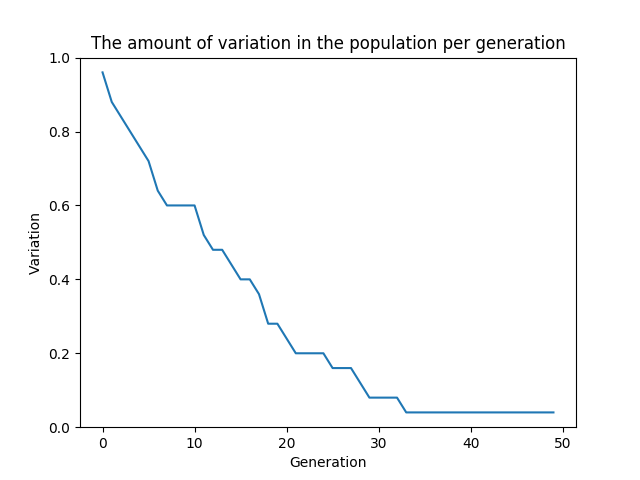 The amount of variation in the population per generation
1.0
0.8
0.6
0.4
0.2
0.0
Variation
0 10 20 30 40 50
Generation